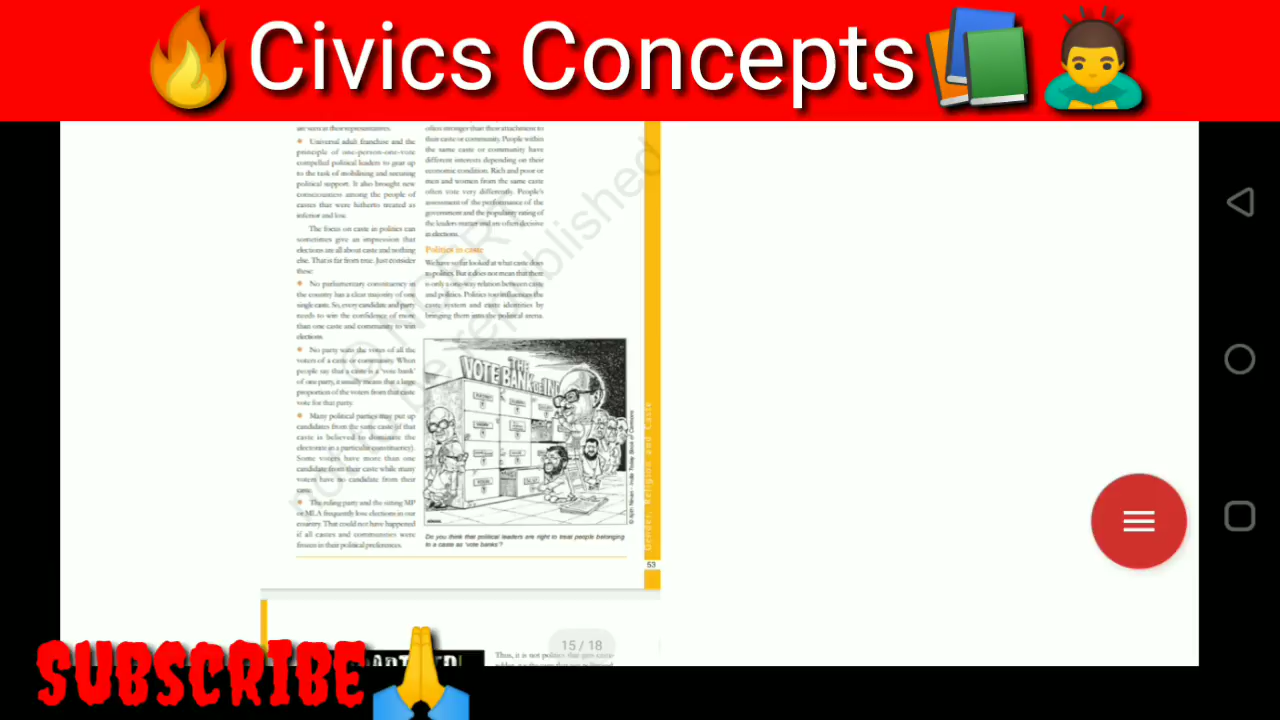 Civics Concepts
are seen as their representatives.
Universal adult franchise and the
principle of one-person-one-vote
compelled political leaders to gear up
to the task of mobilising and securing
political support. It also brought new
consciousness among the people of
castes that were hitherto treated as
inferior and low.
The focus on caste in politics can
sometimes give an impression that
elections are all about caste and nothing
else. That is far from true. Just consider
these:
No parliamentary constituency in
the country has a clear majority of one
single caste. So, every candidate and party
needs to win the confidence of more
than one caste and community to win
elections.
No party wins the votes of all the
voters of a caste or community. When
people say that a caste is a ‘vote bank’
of one party, it usually means that a large
proportion of the voters from that caste
vote for that party.
Many political parties may put up
candidates from the same caste (if that
caste is believed to dominate the
electorate in a particular constituency).
Some voters have more than one
candidate from their caste while many
voters have no candidate from their
caste.
The ruling party and the sitting MP
or MLA frequently lose elections in our
country. That could not have happened
if all castes and communities were
frozen in their political preferences.
often stronger than their attachment to
their caste or community. People within
the same caste or community have
different interests depending on their
economic condition. Rich and poor or
men and women from the same caste
often vote very differently. People's
assessment of the performance of the
government and the popularity rating of
the leaders matter and are often decisive
in elections.
Politics in caste
We have so far looked at what caste does
to politics. But it does not mean that there
is only a one-way relation between caste
and politics. Politics too influences the
caste system and caste identities by
bringing them into the political arena.
THE
VOTE BANK OF IND
Do you think that political leaders are right to treat people belonging
to a caste as ‘vote banks’?
Gender, Religion and Caste
53
© NCERT
not to be republished
15 / 18
Thus, it is not politics that gets caste-
SUBSCRIBE